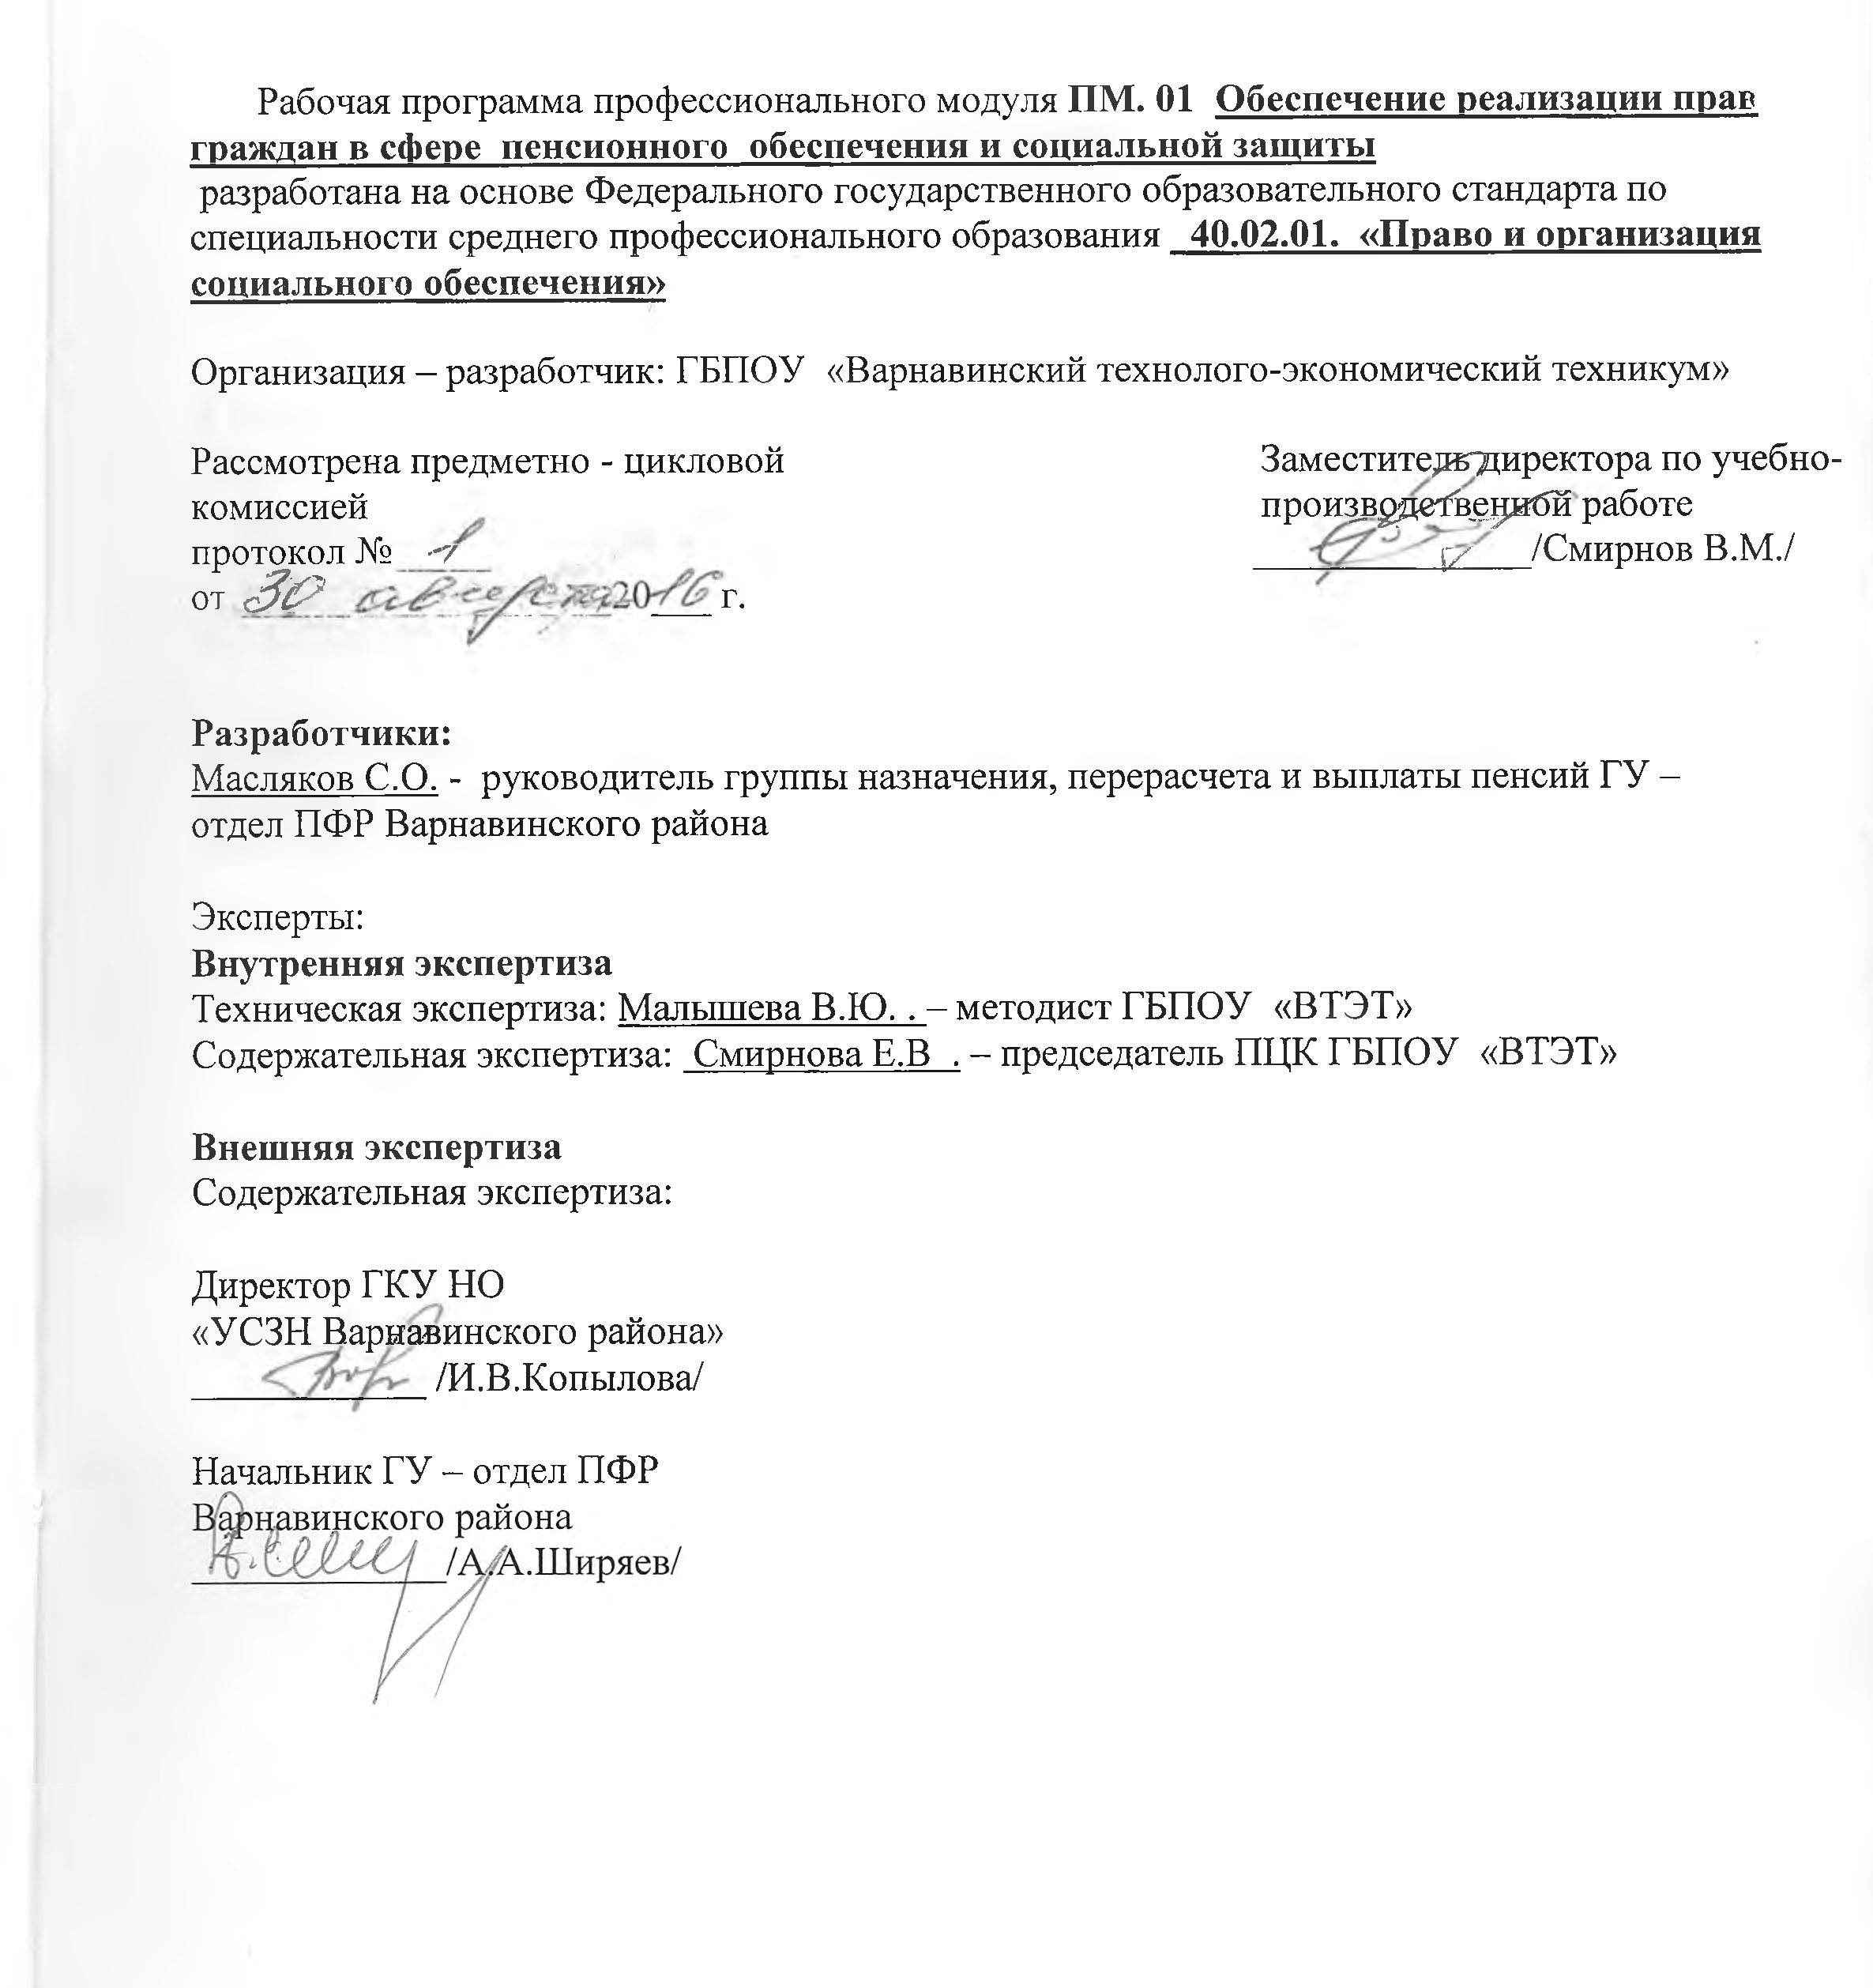 Рабочая программа профессионального модуля ПМ. 01 Обеспечение реализации прав
граждан в сфере пенсионного обеспечения и социальной защиты
разработана на основе Федерального государственного образовательного стандарта по
специальности среднего профессионального образования 40.02.01. «Право и организация
социального обеспечения»
Организация – разработчик: ГБПОУ «Варнавинский технолого-экономический техникум»
Рассмотрена предметно - цикловой
комиссией
протокол № 1
от 30 августа 2016 г.
Заместитель директора по учебно-
производственной работе
/Смирнов В.М./
Разработчики:
Масляков С.О. - руководитель группы назначения, перерасчета и выплаты пенсий ГУ –
отдел ПФР Варнавинского района
Эксперты:
Внутренняя экспертиза
Техническая экспертиза: Малышева В.Ю. . – методист ГБПОУ «ВТЭТ»
Содержательная экспертиза: Смирнова Е.В . – председатель ПЦК ГБПОУ «ВТЭТ»
Внешняя экспертиза
Содержательная экспертиза:
Директор ГКУ НО
«УСЗН Варнавинского района»
/И.В.Копылова/
Начальник ГУ – отдел ПФР
Варнавинского района
/А.А.Ширяев/